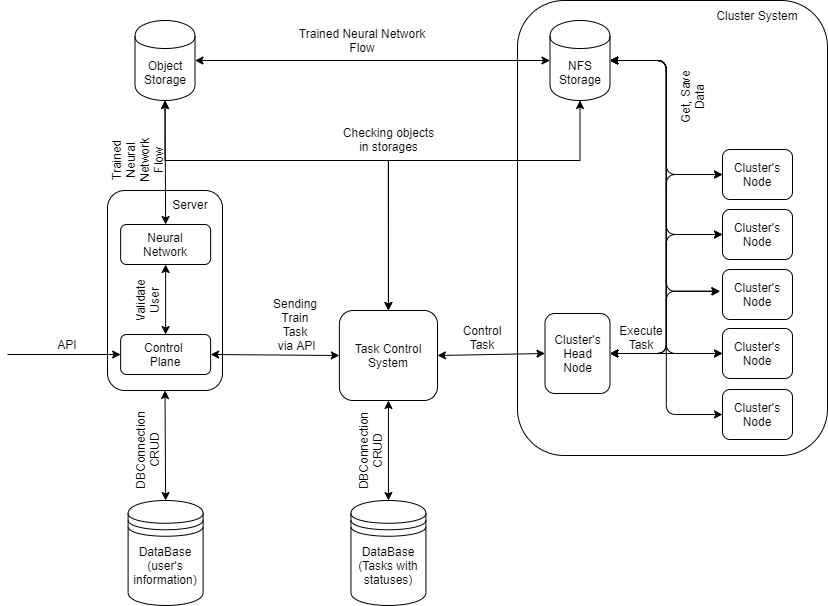 Cluster System
Trained Neural Network
Flow
Object
Storage
NFS
Storage
Get, Save
Data
Checking objects
in storages
Trained
Neural
Network
Flow
Cluster's
Node
Server
Neural
Network
Cluster's
Node
Validate
User
Cluster's
Node
Sending
Train
Task
via API
API
Control
Plane
Task Control
System
Control
Task
Cluster's
Head
Node
Execute
Task
Cluster's
Node
Cluster's
Node
DBConnection
CRUD
DBConnection
CRUD
DataBase
(user's
information)
DataBase
(Tasks with
statuses)